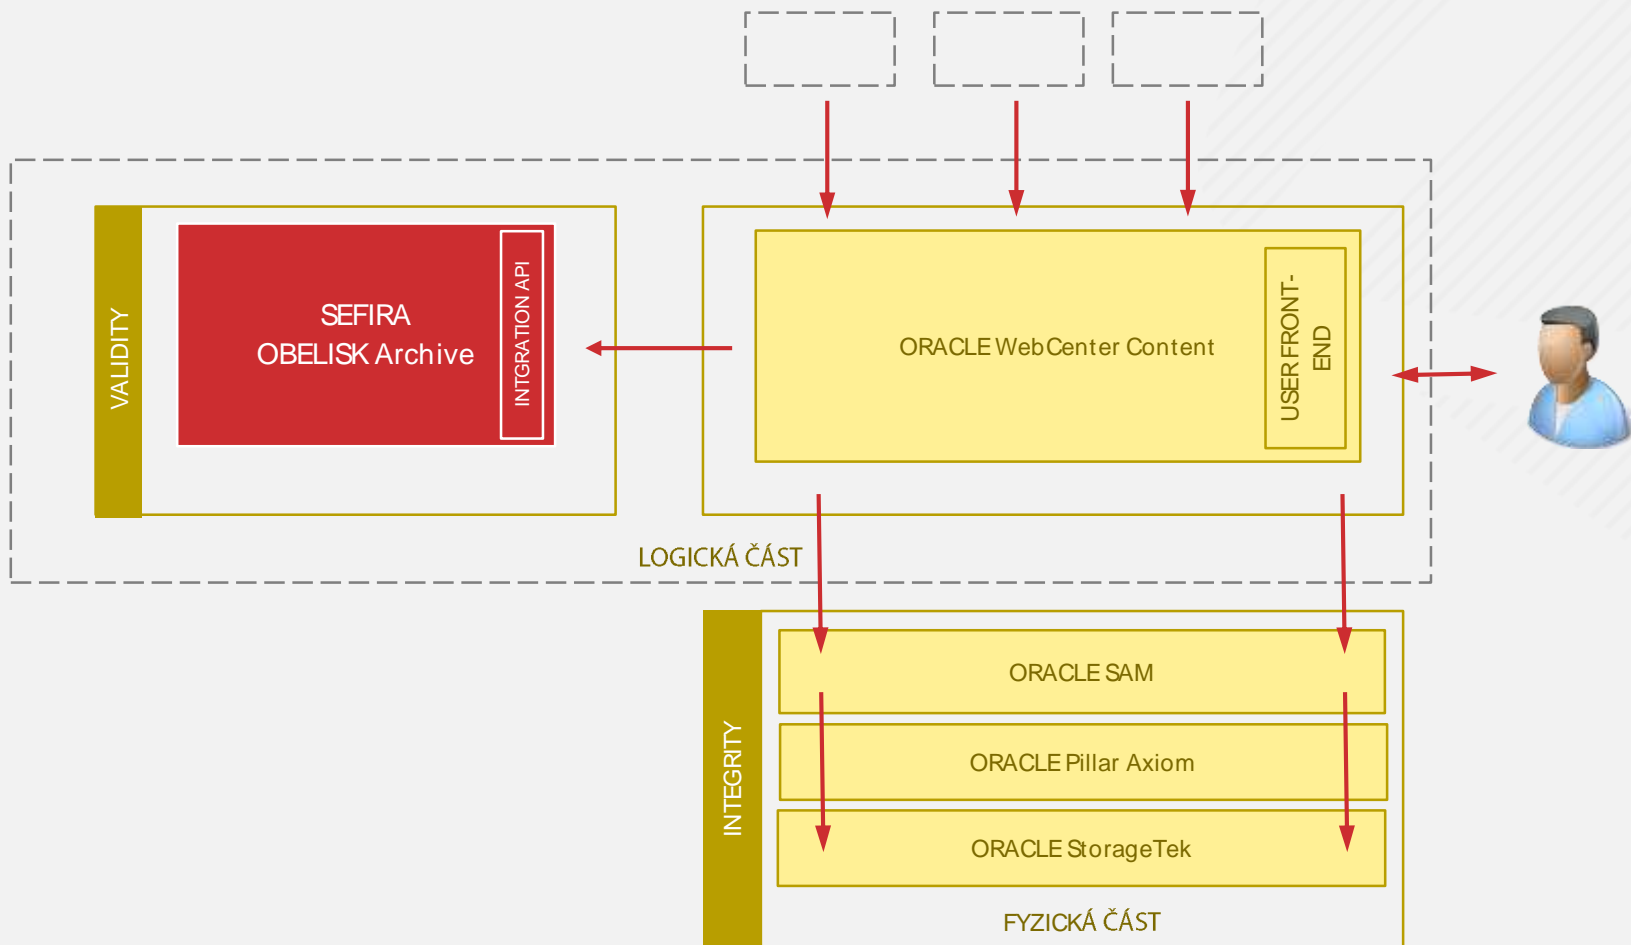 VALIDITY
SEFIRA
OBELISK Archive
INTGRATION API
ORACLE WebCenter Content
USER FRONT-
END
LOGICKÁ ČÁST
INTEGRITY
ORACLE SAM
ORACLE Pillar Axiom
ORACLE StorageTek
FYZICKÁ ČÁST